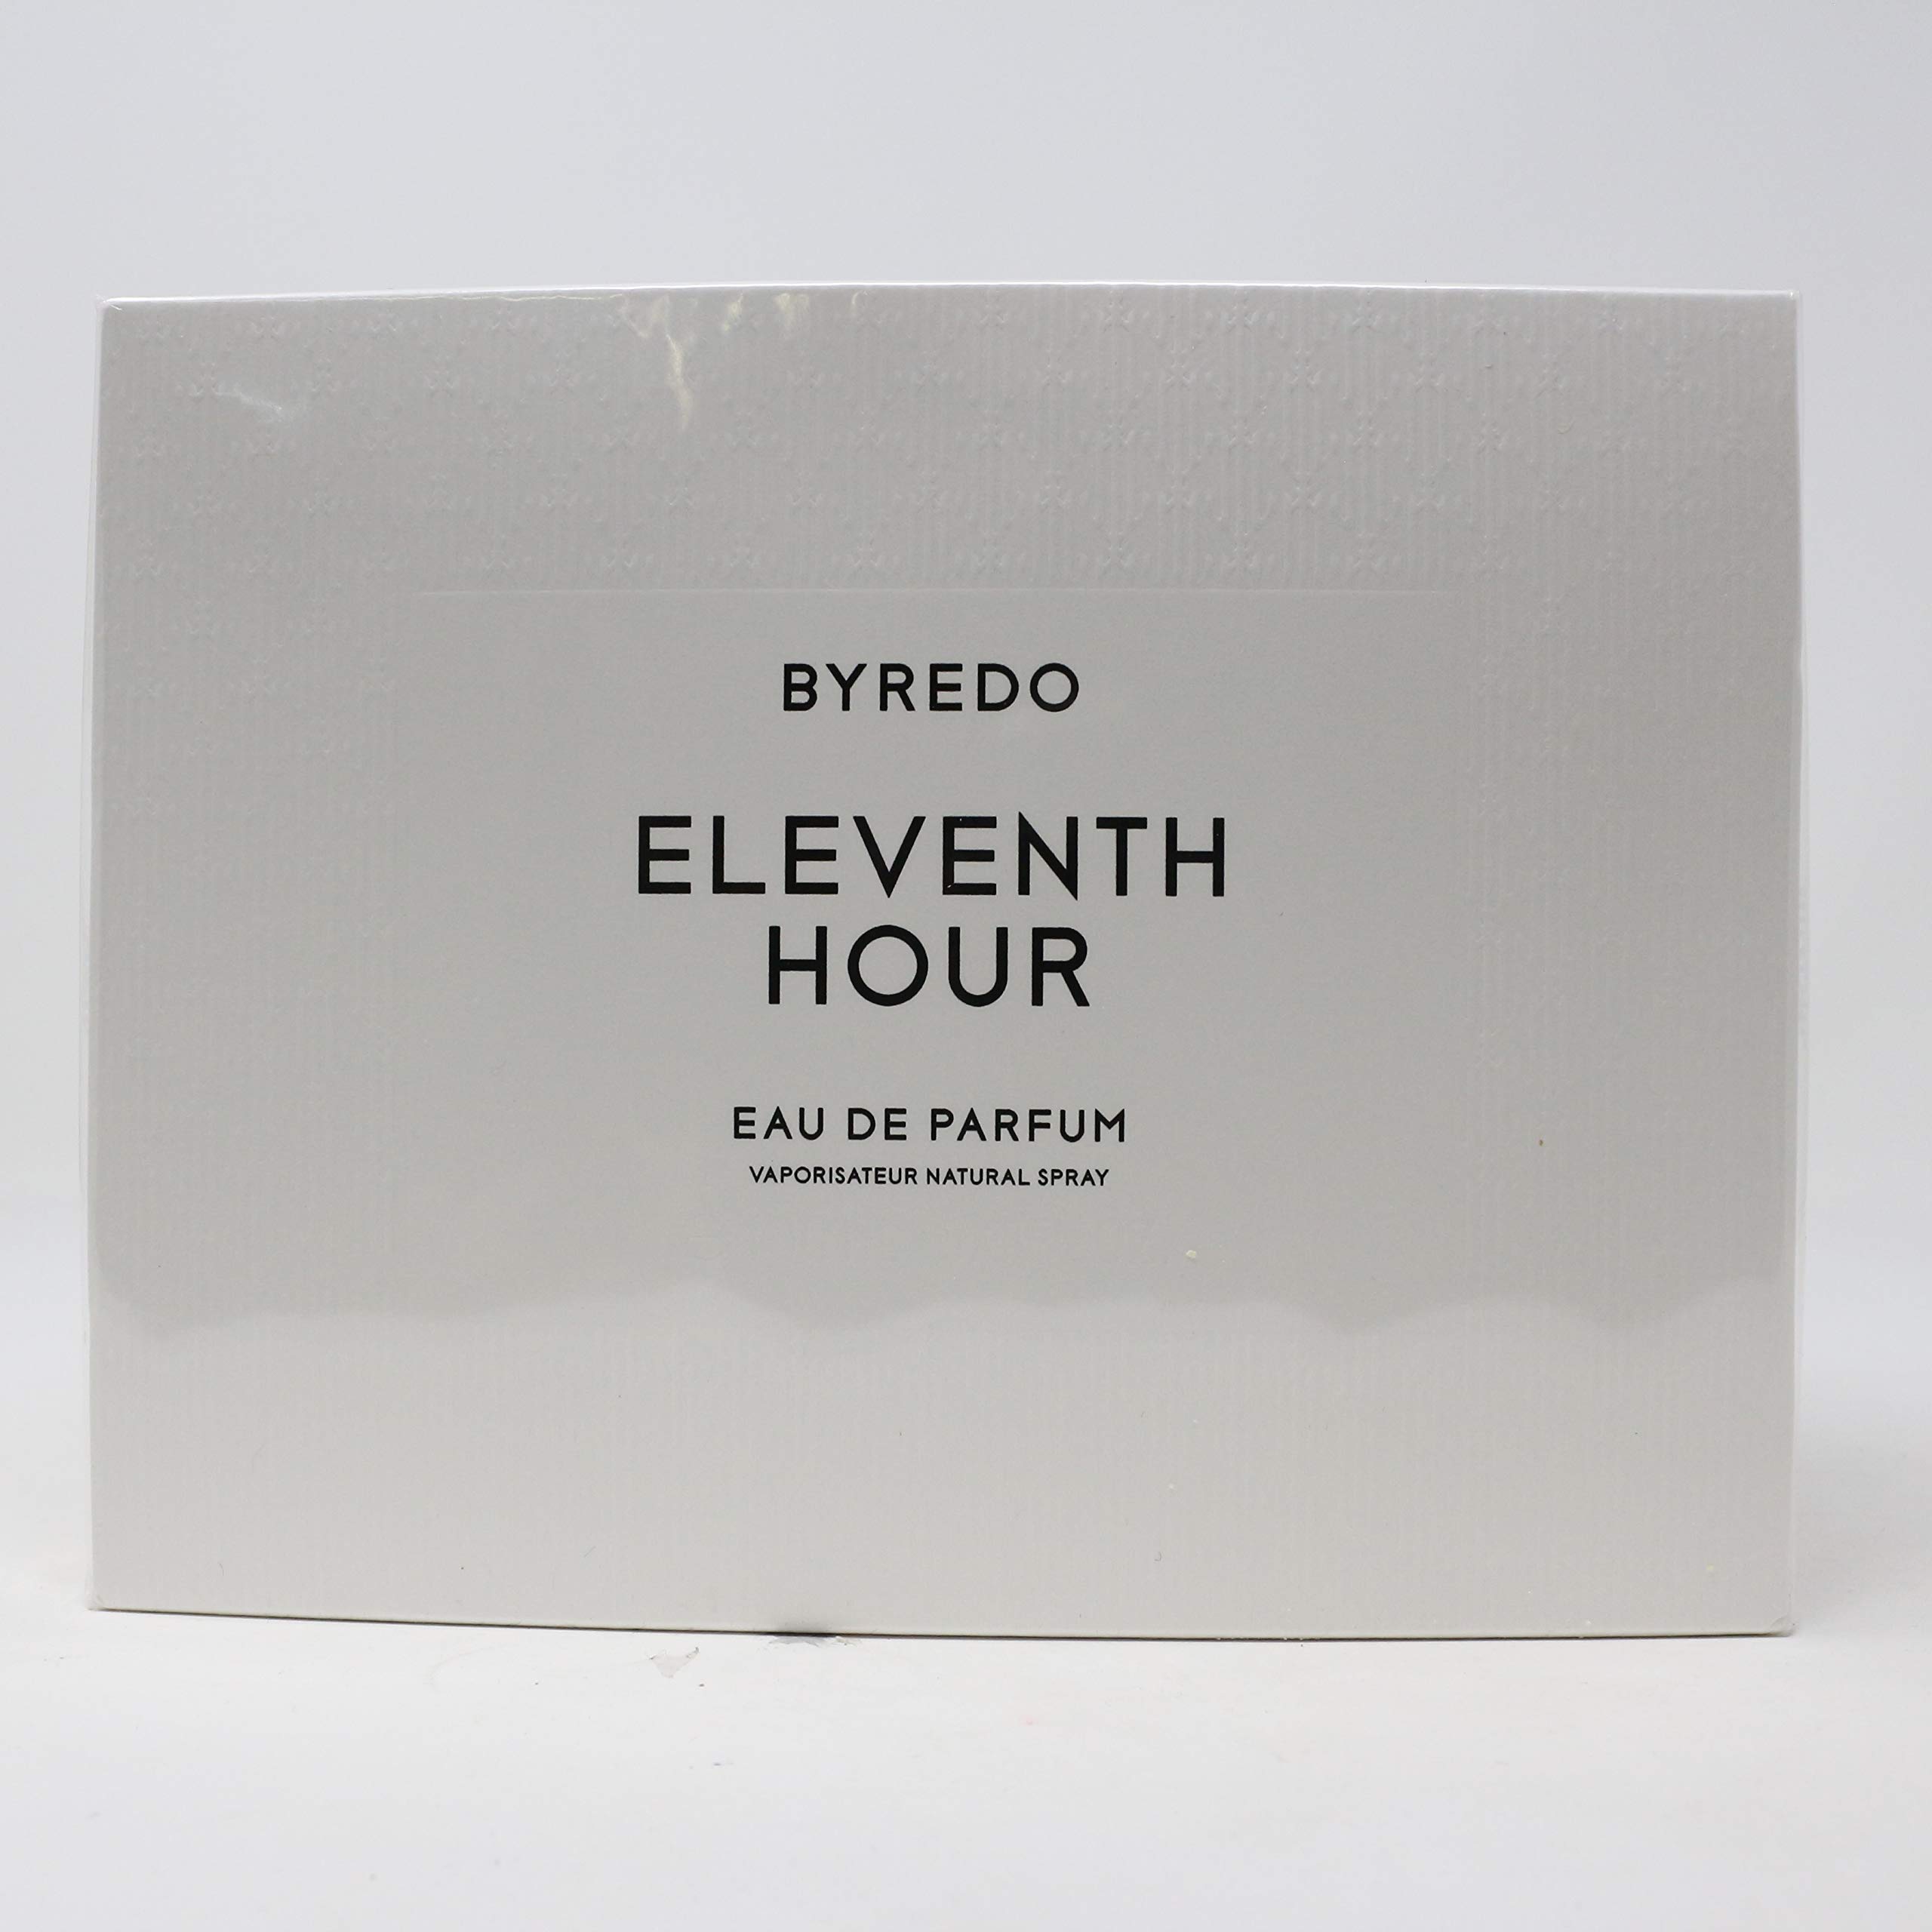 BYREDO
ELEVENTH
HOUR
EAU DE PARFUM
VAPORISATEUR NATURAL SPRAY